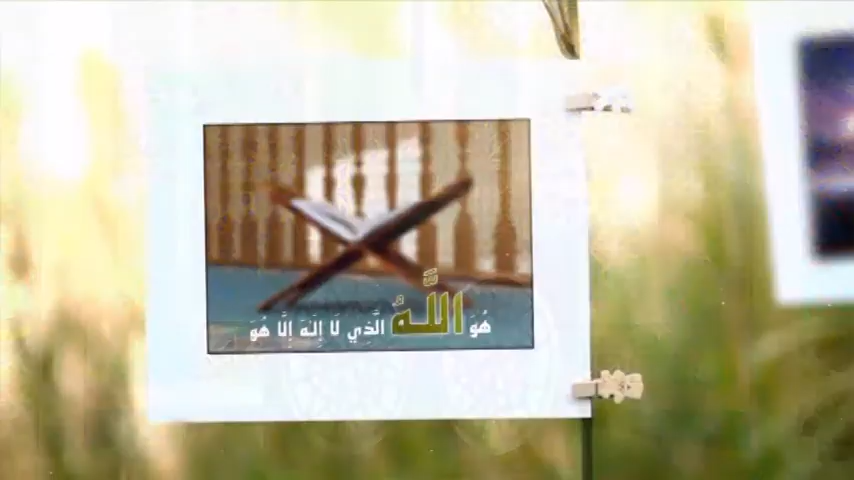 هُوَ اللَّهُ الَّذِي لَا إِلَهَ إِلَّا هُوَ